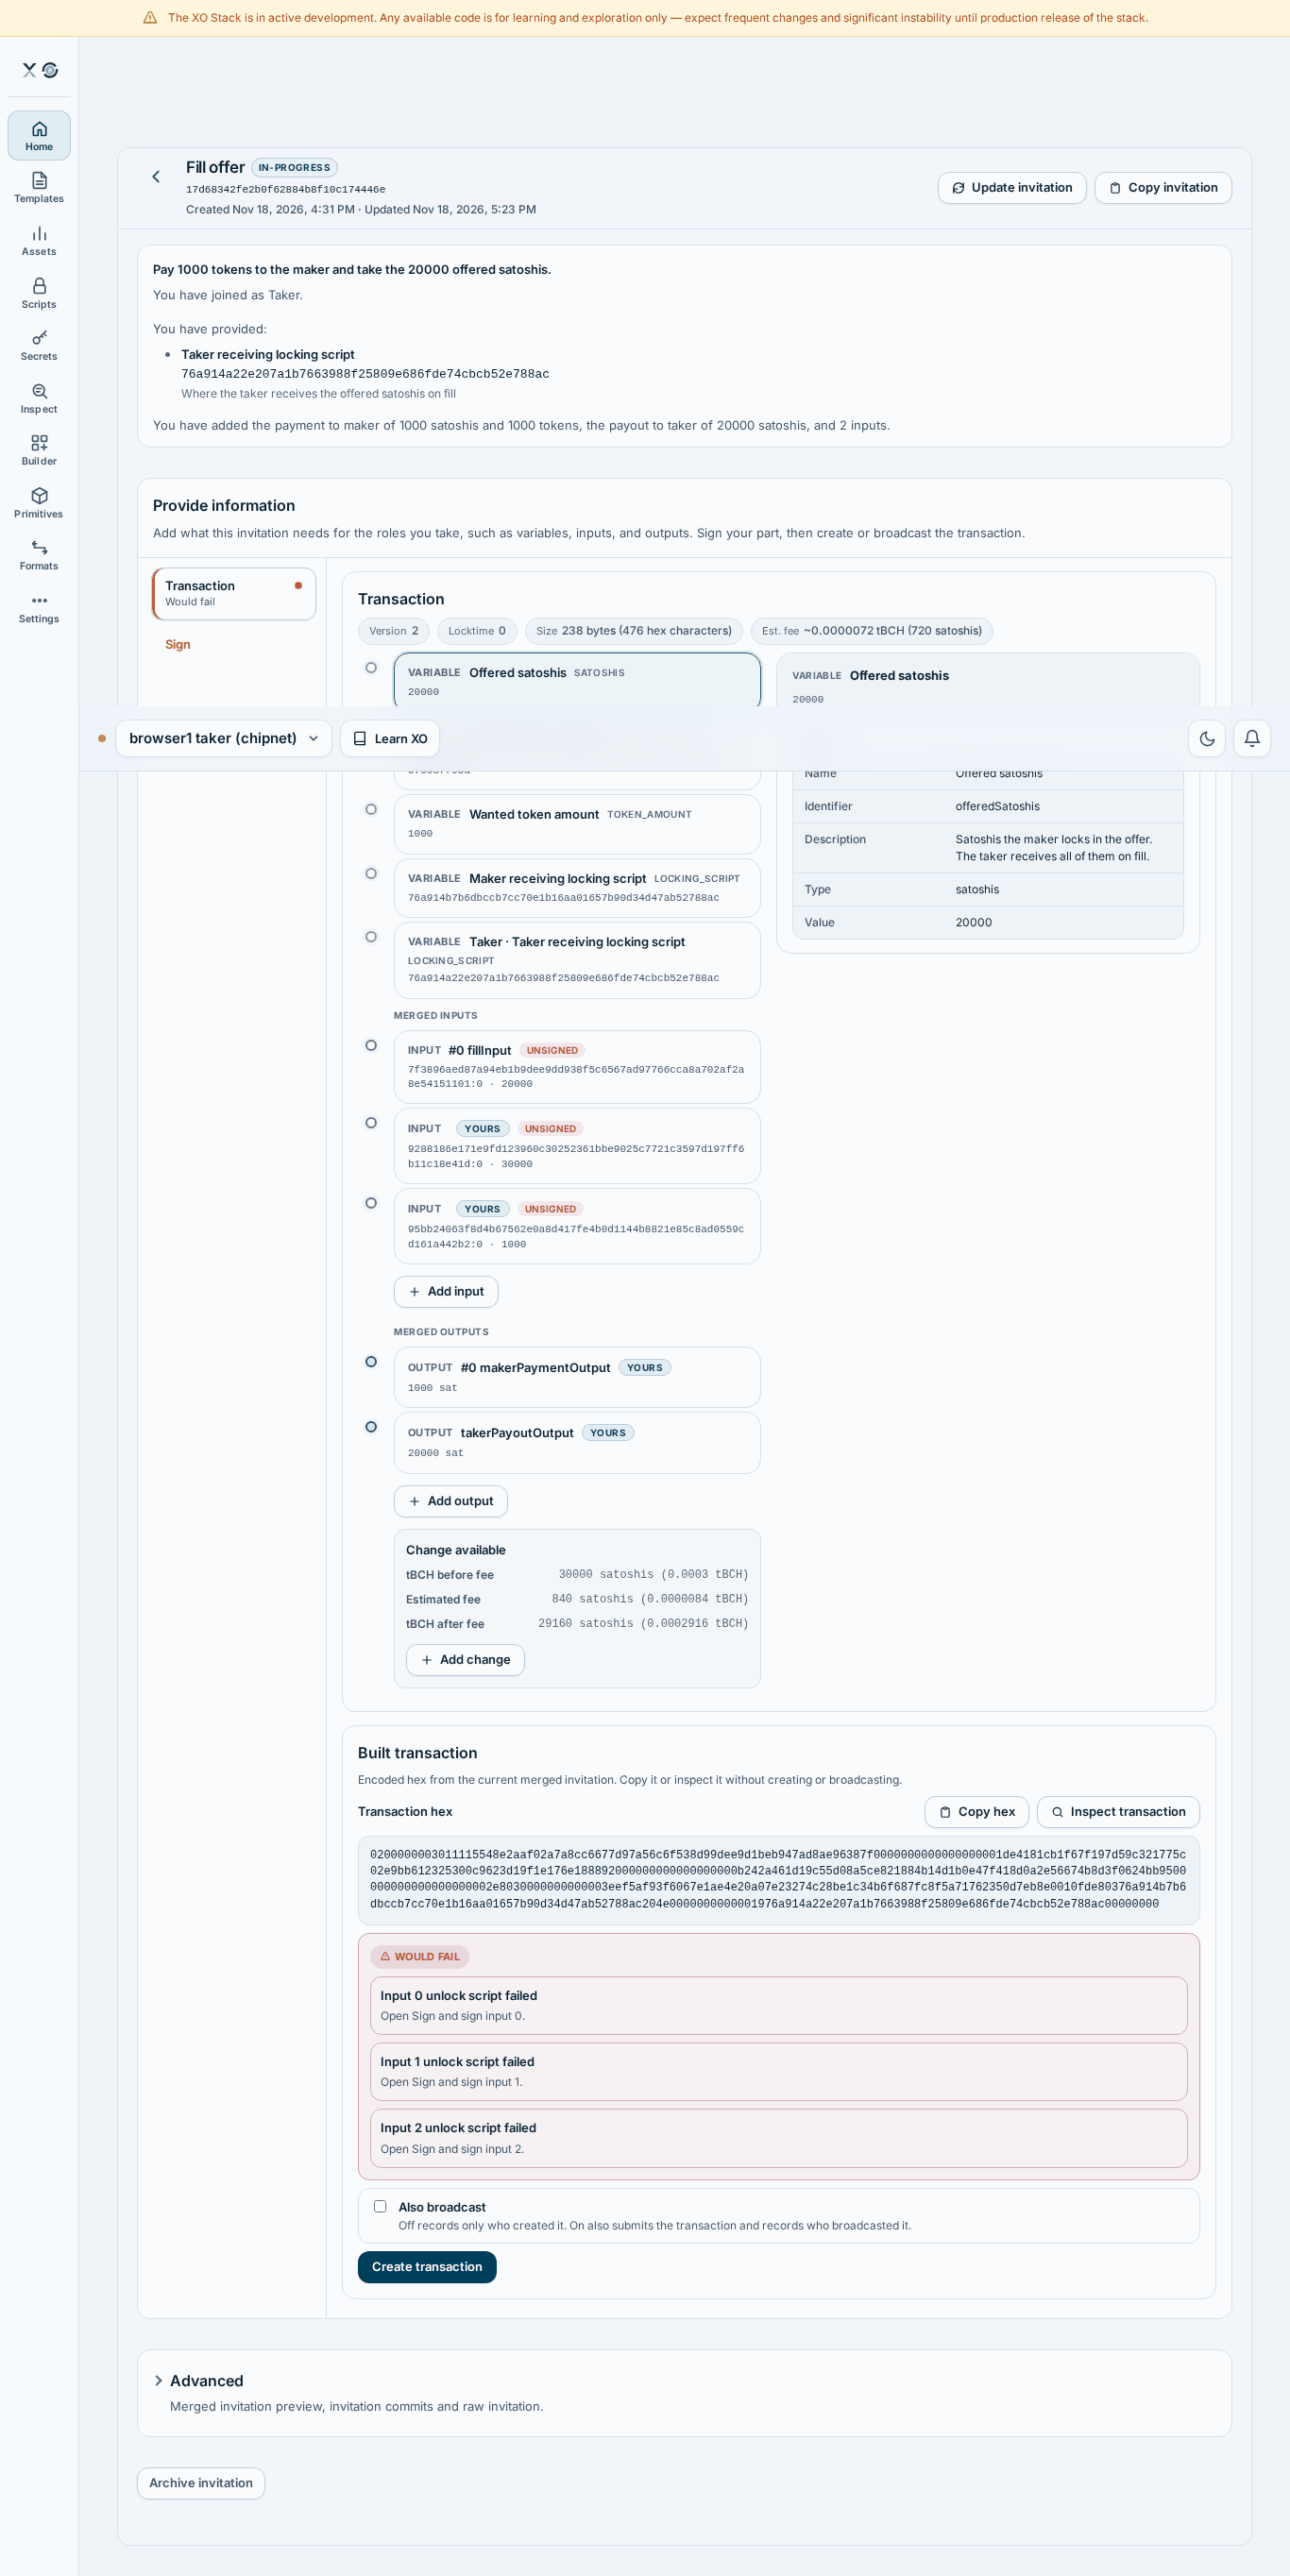 The XO Stack is in active development. Any available code is for learning and exploration only — expect frequent changes and significant instability until production release of the stack.
XO
Home
Templates
Assets
Scripts
Secrets
Inspect
Builder
Primitives
Formats
Settings
Fill offer IN-PROGRESS
17d68342fe2b0f62884b8f10c174446e
Created Nov 18, 2026, 4:31 PM · Updated Nov 18, 2026, 5:23 PM
Update invitation
Copy invitation
Pay 1000 tokens to the maker and take the 20000 offered satoshis.
You have joined as Taker.
You have provided:
Taker receiving locking script
76a914a22e207a1b7663988f25809e686fde74cbcb52e788ac
Where the taker receives the offered satoshis on fill
You have added the payment to maker of 1000 satoshis and 1000 tokens, the payout to taker of 20000 satoshis, and 2 inputs.
Provide information
Add what this invitation needs for the roles you take, such as variables, inputs, and outputs. Sign your part, then create or broadcast the transaction.
Transaction
Would fail
Sign
Transaction
Version 2
Locktime 0
Size 238 bytes (476 hex characters)
Est. fee ~0.0000072 tBCH (720 satoshis)
VARIABLE Offered satoshis SATOSHIS
20000
VARIABLE Offered satoshis
20000
browser1 taker (chipnet)
Learn XO
Name Offered satoshis
Identifier offeredSatoshis
Description Satoshis the maker locks in the offer.
The taker receives all of them on fill.
Type satoshis
Value 20000
VARIABLE Wanted token amount TOKEN_AMOUNT
1000
VARIABLE Maker receiving locking script LOCKING_SCRIPT
76a914b7b6dbccb7cc70e1b16aa01657b90d34d47ab52788ac
VARIABLE Taker · Taker receiving locking script
LOCKING_SCRIPT
76a914a22e207a1b7663988f25809e686fde74cbcb52e788ac
MERGED INPUTS
INPUT #0 fillInput UNSIGNED
7f3896aed87a94eb1b9dee9dd938f5c6567ad97766cca8a702af2a
8e54151101:0 · 20000
INPUT YOURS UNSIGNED
9288186e171e9fd123960c30252361bbe9025c7721c3597d197ff6
b11c18e41d:0 · 30000
INPUT YOURS UNSIGNED
95bb24063f8d4b67562e0a8d417fe4b0d1144b8821e85c8ad0559c
d161a442b2:0 · 1000
Add input
MERGED OUTPUTS
OUTPUT #0 makerPaymentOutput YOURS
1000 sat
OUTPUT takerPayoutOutput YOURS
20000 sat
Add output
Change available
tBCH before fee 30000 satoshis (0.0003 tBCH)
Estimated fee 840 satoshis (0.0000084 tBCH)
tBCH after fee 29160 satoshis (0.0002916 tBCH)
Add change
Built transaction
Encoded hex from the current merged invitation. Copy it or inspect it without creating or broadcasting.
Transaction hex
Copy hex
Inspect transaction
0200000003011115548e2aaf02a7a8cc6677d97a56c6f538d99dee9d1beb947ad8ae96387f0000000000000000001de4181cb1f67f197d59c321775c
02e9bb612325300c9623d19f1e176e1888920000000000000000000b242a461d19c55d08a5ce821884b14d1b0e47f418d0a2e56674b8d3f0624bb9500
000000000000000002e8030000000000003eef5af93f6067e1ae4e20a07e23274c28be1c34b6f687fc8f5a71762350d7eb8e0010fde80376a914b7b6
dbccb7cc70e1b16aa01657b90d34d47ab52788ac204e0000000000001976a914a22e207a1b7663988f25809e686fde74cbcb52e788ac00000000
WOULD FAIL
Input 0 unlock script failed
Open Sign and sign input 0.
Input 1 unlock script failed
Open Sign and sign input 1.
Input 2 unlock script failed
Open Sign and sign input 2.
Also broadcast
Off records only who created it. On also submits the transaction and records who broadcasted it.
Create transaction
Advanced
Merged invitation preview, invitation commits and raw invitation.
Archive invitation